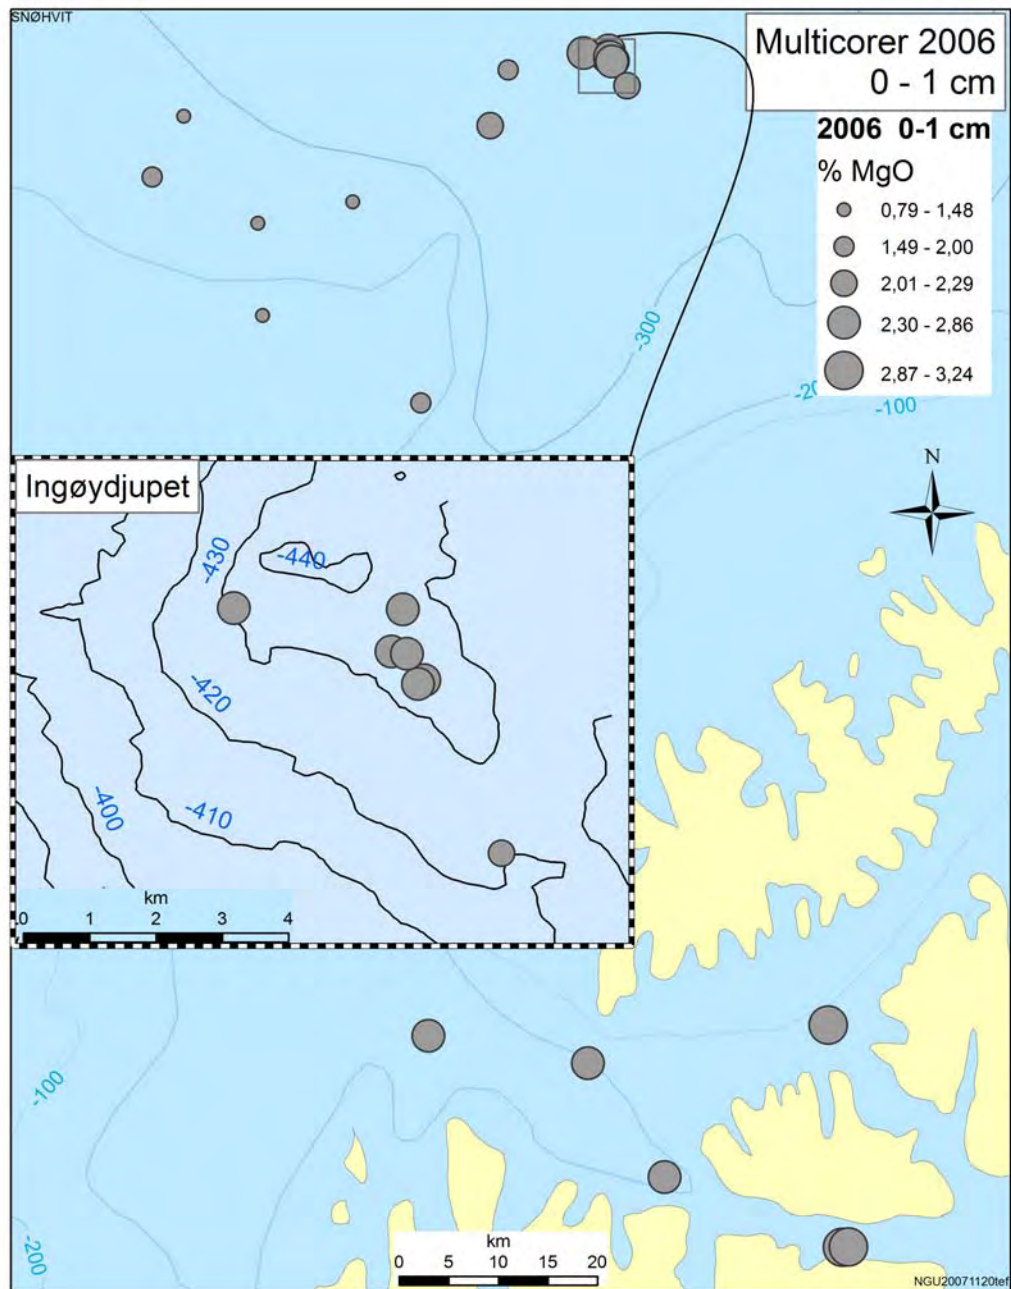 SNØHVIT
Multicorer 2006
0 - 1 cm
2006 0-1 cm
% MgO
0,79 - 1,48
1,49 - 2,00
2,01 - 2,29
2,30 - 2,86
2,87 - 3,24
-300
-100
N
Ingøydjupet
-430
-440
-420
-400
-410
km
0 1 2 3 4
-100
-200
km
0 5 10 15 20
NGU20071120tef